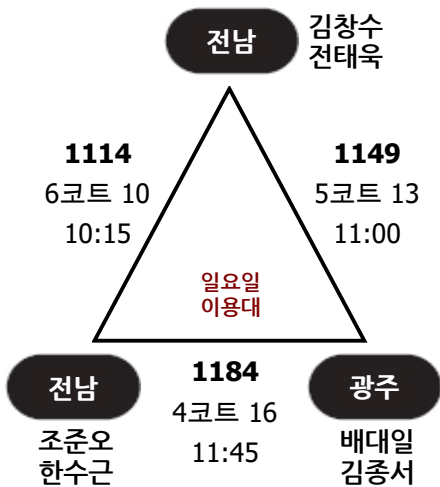 전남
김창수
전태욱
1114
6코트 10
10:15
1149
5코트 13
11:00
일요일
이용대
전남
조준오
한수근
1184
4코트 16
11:45
광주
배대일
김종서